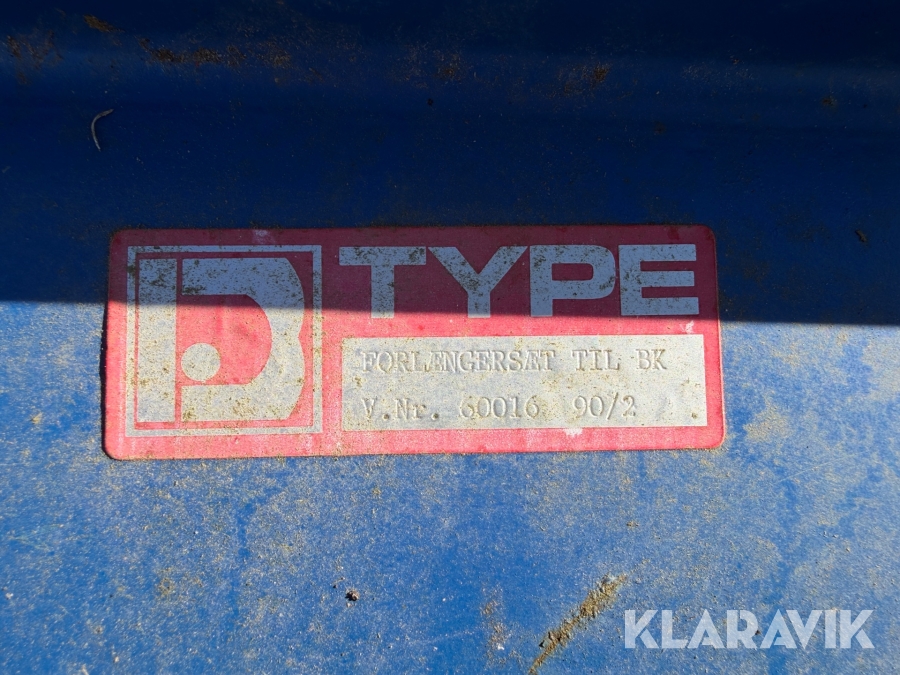 TYPE
FORLÆNGERSÆT TIL BK
V.Nr. 60016 90/2
KLARAVIK